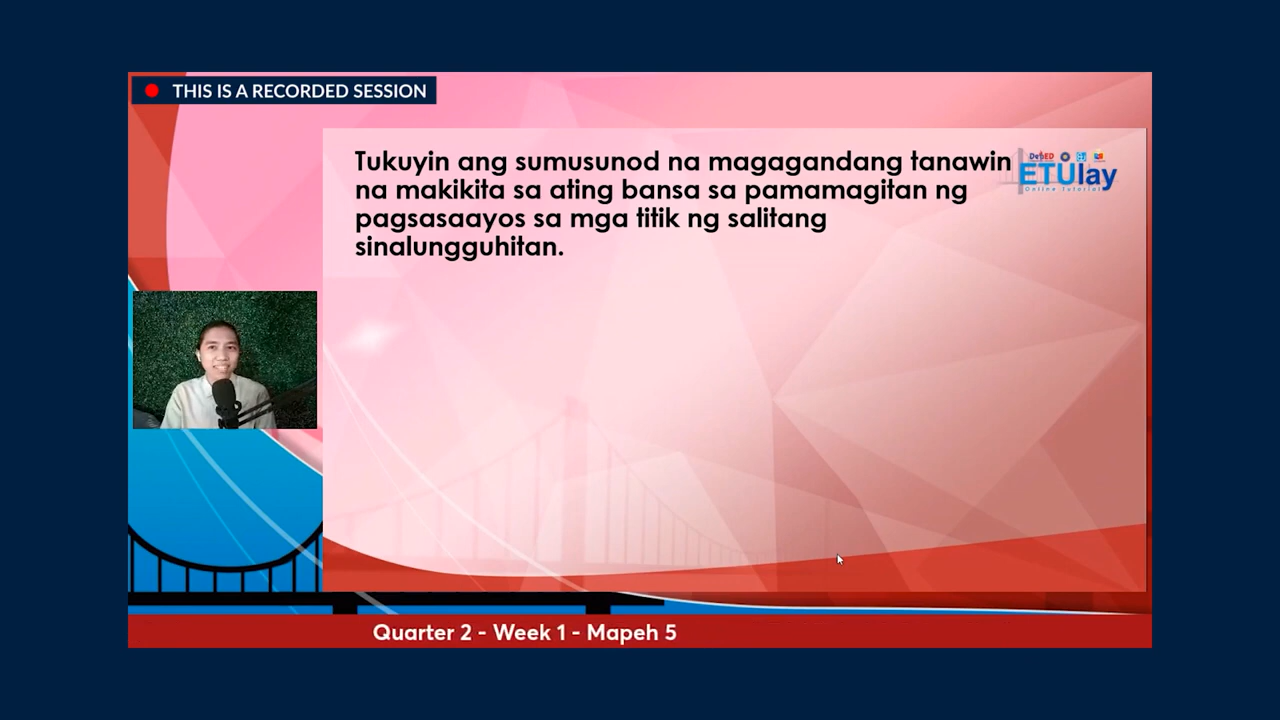 THIS IS A RECORDED SESSION
Tukuyin ang sumusunod na magagandang tanawin
na makikita sa ating bansa sa pamamagitan ng
pagsasaayos sa mga titik ng salitang
sinalungguhitan.
DepED
ETUlay
Online Tutorial
Quarter 2 - Week 1 - Mapeh 5